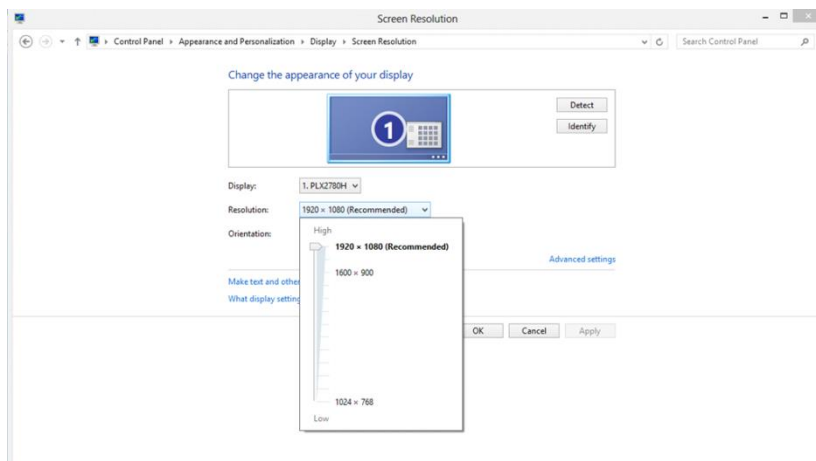 Screen Resolution
Control Panel Appearance and Personalization Display Screen Resolution
Search Control Panel
Change the appearance of your display
1
Detect
Identify
Display: 1. PLX2780H
Resolution: 1920 × 1080 (Recommended)
Orientation:
High
1920 × 1080 (Recommended)
1600 × 900
1024 × 768
Low
Advanced settings
Make text and othe
What display setting
OK Cancel Apply